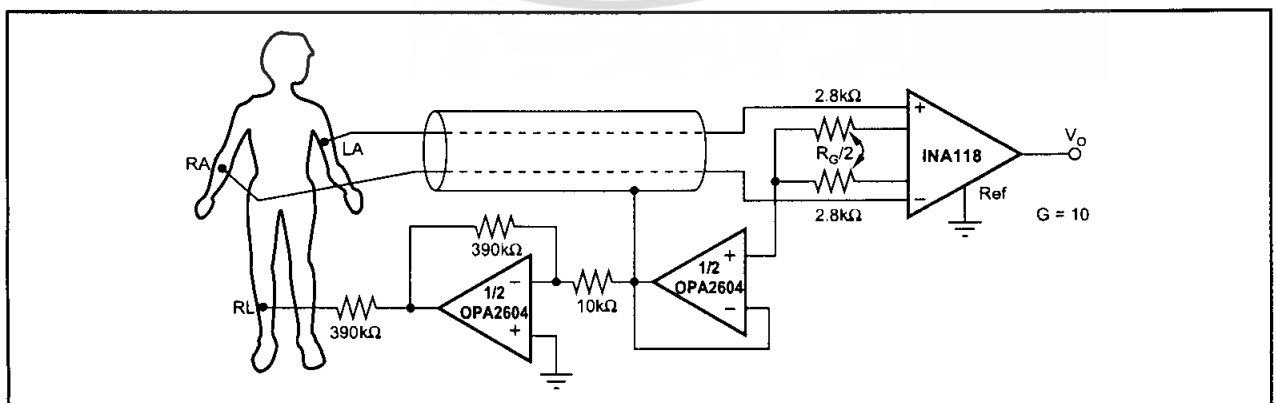 2.8kΩ
LA
RA
R_G/2
INA118
V_O
Ref
2.8kΩ
G = 10
390kΩ
1/2
OPA2604
10kΩ
1/2
OPA2604
RL
390kΩ
+
−
+
−
−
+